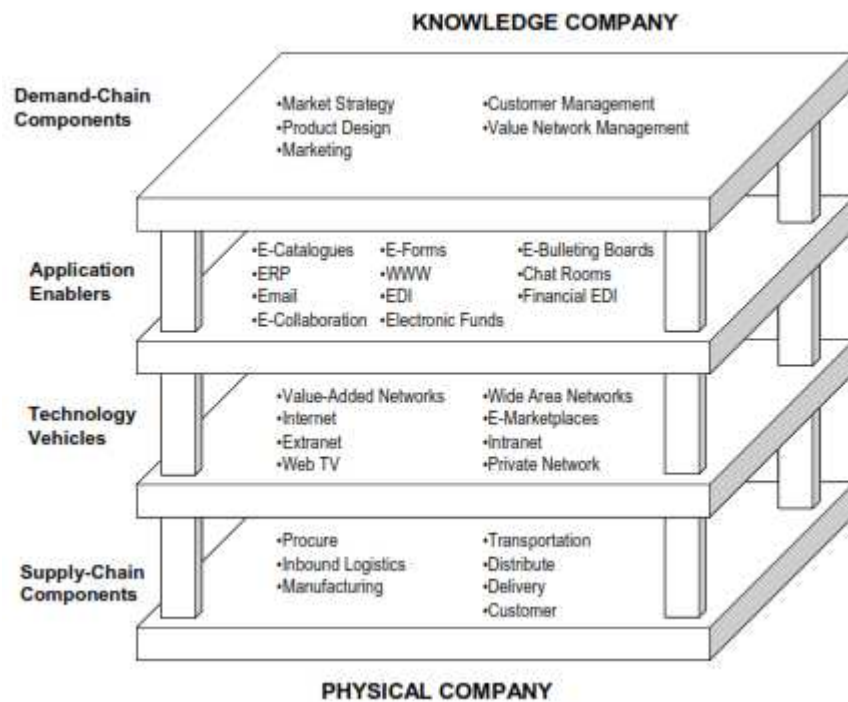 KNOWLEDGE COMPANY
Demand-Chain
Components
•Market Strategy
•Product Design
•Marketing
•Customer Management
•Value Network Management
Application
Enablers
•E-Catalogues
•ERP
•Email
•E-Collaboration
•E-Forms
•WWW
•EDI
•Electronic Funds
•E-Bulleting Boards
•Chat Rooms
•Financial EDI
Technology
Vehicles
•Value-Added Networks
•Internet
•Extranet
•Web TV
•Wide Area Networks
•E-Marketplaces
•Intranet
•Private Network
Supply-Chain
Components
•Procure
•Inbound Logistics
•Manufacturing
•Transportation
•Distribute
•Delivery
•Customer
PHYSICAL COMPANY